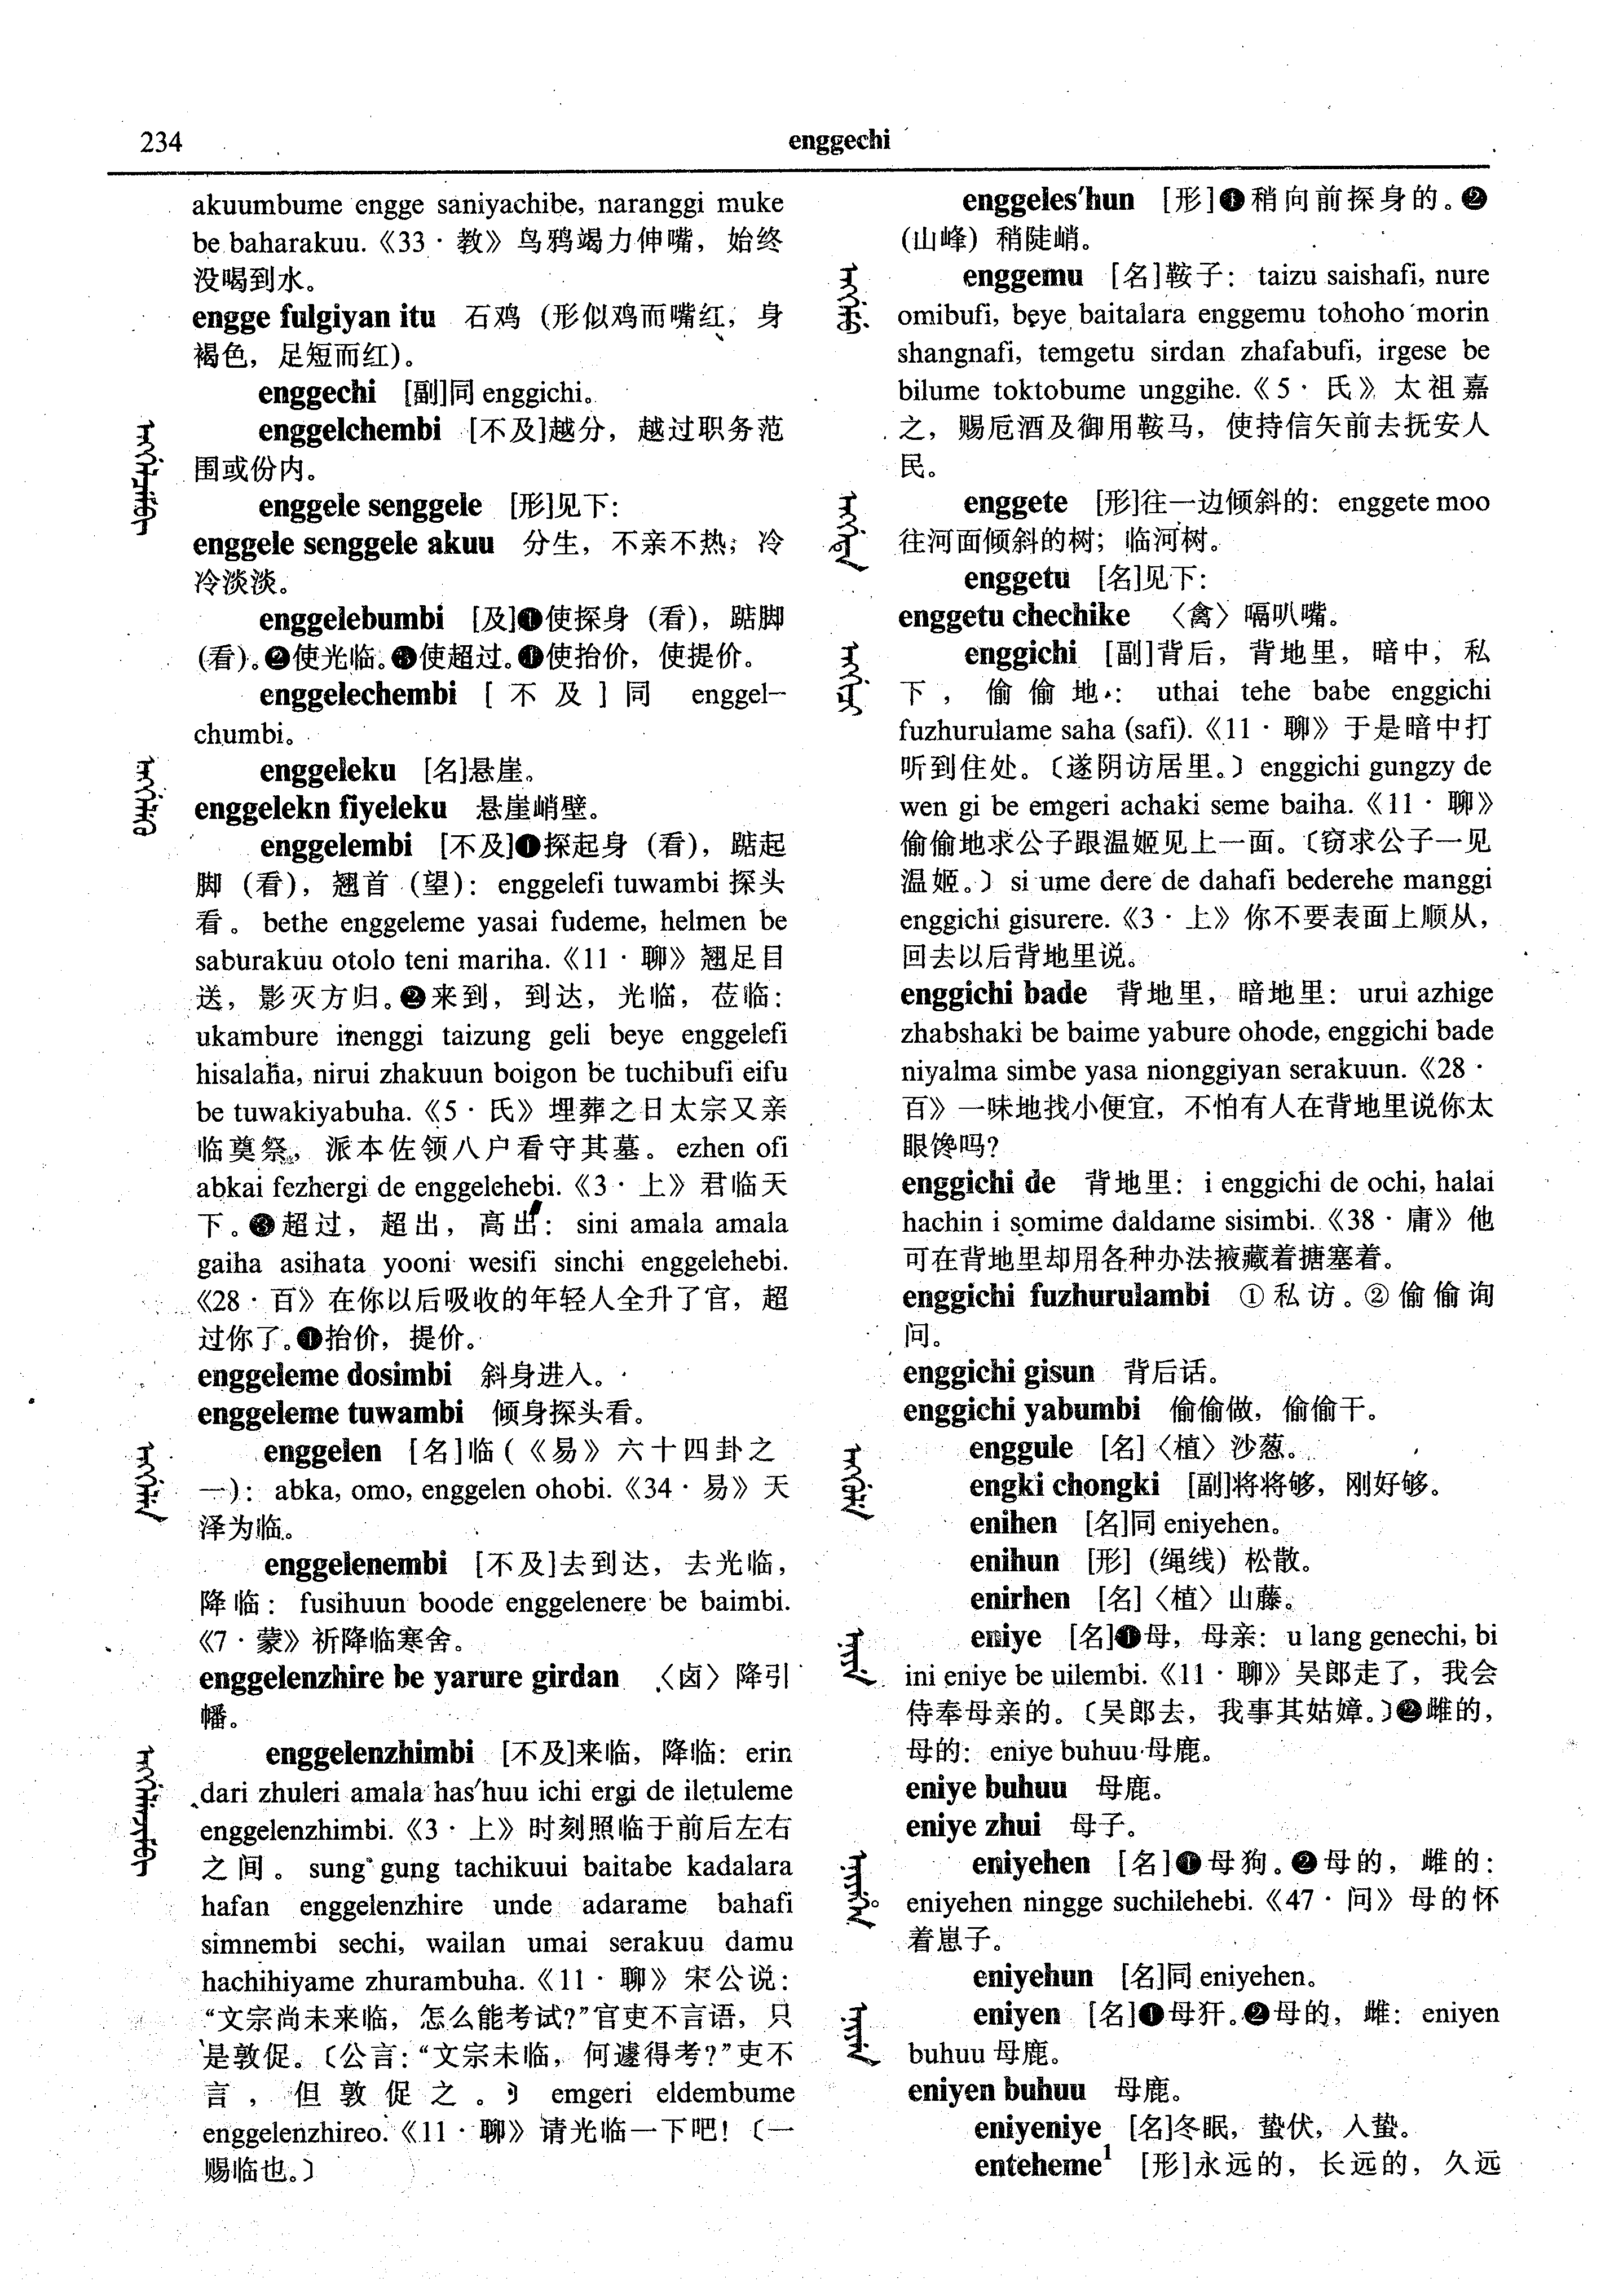 234
enggechi
akuumbume engge saniyachibe, naranggi muke
be baharakuu.《33·教》鸟鸦竭力伸嘴，始终
没喝到水。
engge fulgiyan itu 石鸡（形似鸡而嘴红，身
褐色，足短而红）。
enggechi [副]同 enggichi。
enggelchembi [不及]越分，越过职务范
围或份内。
enggele senggele [形]见下：
enggele senggele akuu 分生，不亲不热；冷
冷淡淡。
enggelebumbi [及]❶使探身（看），踮脚
（看）。❷使光临。❸使超过。❶使抬价，使提价。
enggelechembi [不及]同 enggel-
chumbi。
enggeleku [名]悬崖。
enggelekn fiyeleku 悬崖峭壁。
enggelembi [不及]❶探起身（看），踮起
脚（看），翘首（望）：enggelefi tuwambi 探头
看。bethe enggeleme yasai fudeme, helmen be
saburakuu otolo teni mariha.《11·聊》翘足目
送，影灭方归。❷来到，到达，光临，莅临：
ukambure inenggi taizung geli beye enggelefi
hisalaha, nirui zhakuun boigon be tuchibufi eifu
be tuwakiyabuha.《5·氏》埋葬之日太宗又亲
临奠祭，派本佐领八户看守其墓。ezhen ofi
abkai fezhergi de enggelehebi.《3·上》君临天
下。❸超过，超出，高出：sini amala amala
gaiha asihata yooni wesifi sinchi enggelehebi.
《28·百》在你以后吸收的年轻人全升了官，超
过你了。❶抬价，提价。
enggeleme dosimbi 斜身进人。
enggeleme tuwambi 倾身探头看。
enggelen [名]临(《易》六十四卦之
一)：abka, omo, enggelen ohobi.《34·易》天
泽为临。
enggelenembi [不及]去到达，去光临，
降临：fusihuun boode enggelenere be baimbi.
《7·蒙》祈降临寒舍。
enggelenzhire be yarure girdan 〈卤〉降引
幡。
enggelenzhimbi [不及]来临，降临：erin
dari zhuleri amala has'huu ichi ergi de iletuleme
enggelenzhimbi.《3·上》时刻照临于前后左右
之间。sung gung tachikuui baitabe kadalara
hafan enggelenzhire unde adarame bahafi
simnembi sechi, wailan umai serakuu damu
hachihiyame zhurambuha.《11·聊》宋公说：
“文宗尚未来临，怎么能考试?”官吏不言语，只
是敦促。〔公言：“文宗未临，何遽得考?”吏不
言，但敦促之。〕emgeri eldembume
enggelenzhireo.《11·聊》请光临一下吧！〔一
赐临也。〕
enggeles'hun [形]❶稍向前探身的。❷
(山峰）稍陡峭。
enggemu [名]鞍子：taizu saishafi, nure
omibufi, beye baitalara enggemu tohoho morin
shangnafi, temgetu sirdan zhafabufi, irgese be
bilume toktobume unggihe.《5·氏》太祖嘉
之，赐卮酒及御用鞍马，使持信矢前去抚安人
民。
enggete [形]往一边倾斜的：enggete moo
往河面倾斜的树；临河树。
enggetu [名]见下：
enggetu chechike 〈禽〉嗝叭嘴。
enggichi [副]背后，背地里，暗中，私
下，偷偷地：uthai tehe babe enggichi
fuzhurulame saha (safi).《11·聊》于是暗中打
听到住处。〔遂阴访居里。〕enggichi gungzy de
wen gi be emgeri achaki seme baiha.《11·聊》
偷偷地求公子跟温姬见上一面。〔窃求公子一见
温姬。〕si ume dere de dahafi bederehe manggi
enggichi gisurere.《3·上》你不要表面上顺从，
回去以后背地里说。
enggichi bade 背地里，暗地里：urui azhige
zhabshaki be baime yabure ohode, enggichi bade
niyalma simbe yasa nionggiyan serakuun.《28·
百》一味地找小便宜，不怕有人在背地里说你太
眼馋吗?
enggichi de 背地里：i enggichi de ochi, halai
hachin i somime daldame sisimbi.《38·庸》他
可在背地里却用各种办法掖藏着搪塞着。
enggichi fuzhurulambi ①私访。②偷偷询
问。
enggichi gisun 背后话。
enggichi yabumbi 偷偷做，偷偷干。
enggule [名]〈植〉沙葱。
engki chongki [副]将将够，刚好够。
enihen [名]同 eniyehen。
enihun [形]（绳线）松散。
enirhen [名]〈植〉山藤。
eniye [名]❶母，母亲：u lang genechi, bi
ini eniye be uilembi.《11·聊》吴郎走了，我会
侍奉母亲的。〔吴郎去，我事其姑嫜。〕❷雌的，
母的：eniye buhuu 母鹿。
eniye buhuu 母鹿。
eniye zhui 母子。
eniyehen [名]❶母狗。❷母的，雌的：
eniyehen ningge suchilehebi.《47·问》母的怀
着崽子。
eniyehun [名]同 eniyehen。
eniyen [名]❶母犴。❷母的，雌：eniyen
buhuu 母鹿。
eniyen buhuu 母鹿。
eniyeniye [名]冬眠，蛰伏，入蛰。
enteheme¹ [形]永远的，长远的，久远